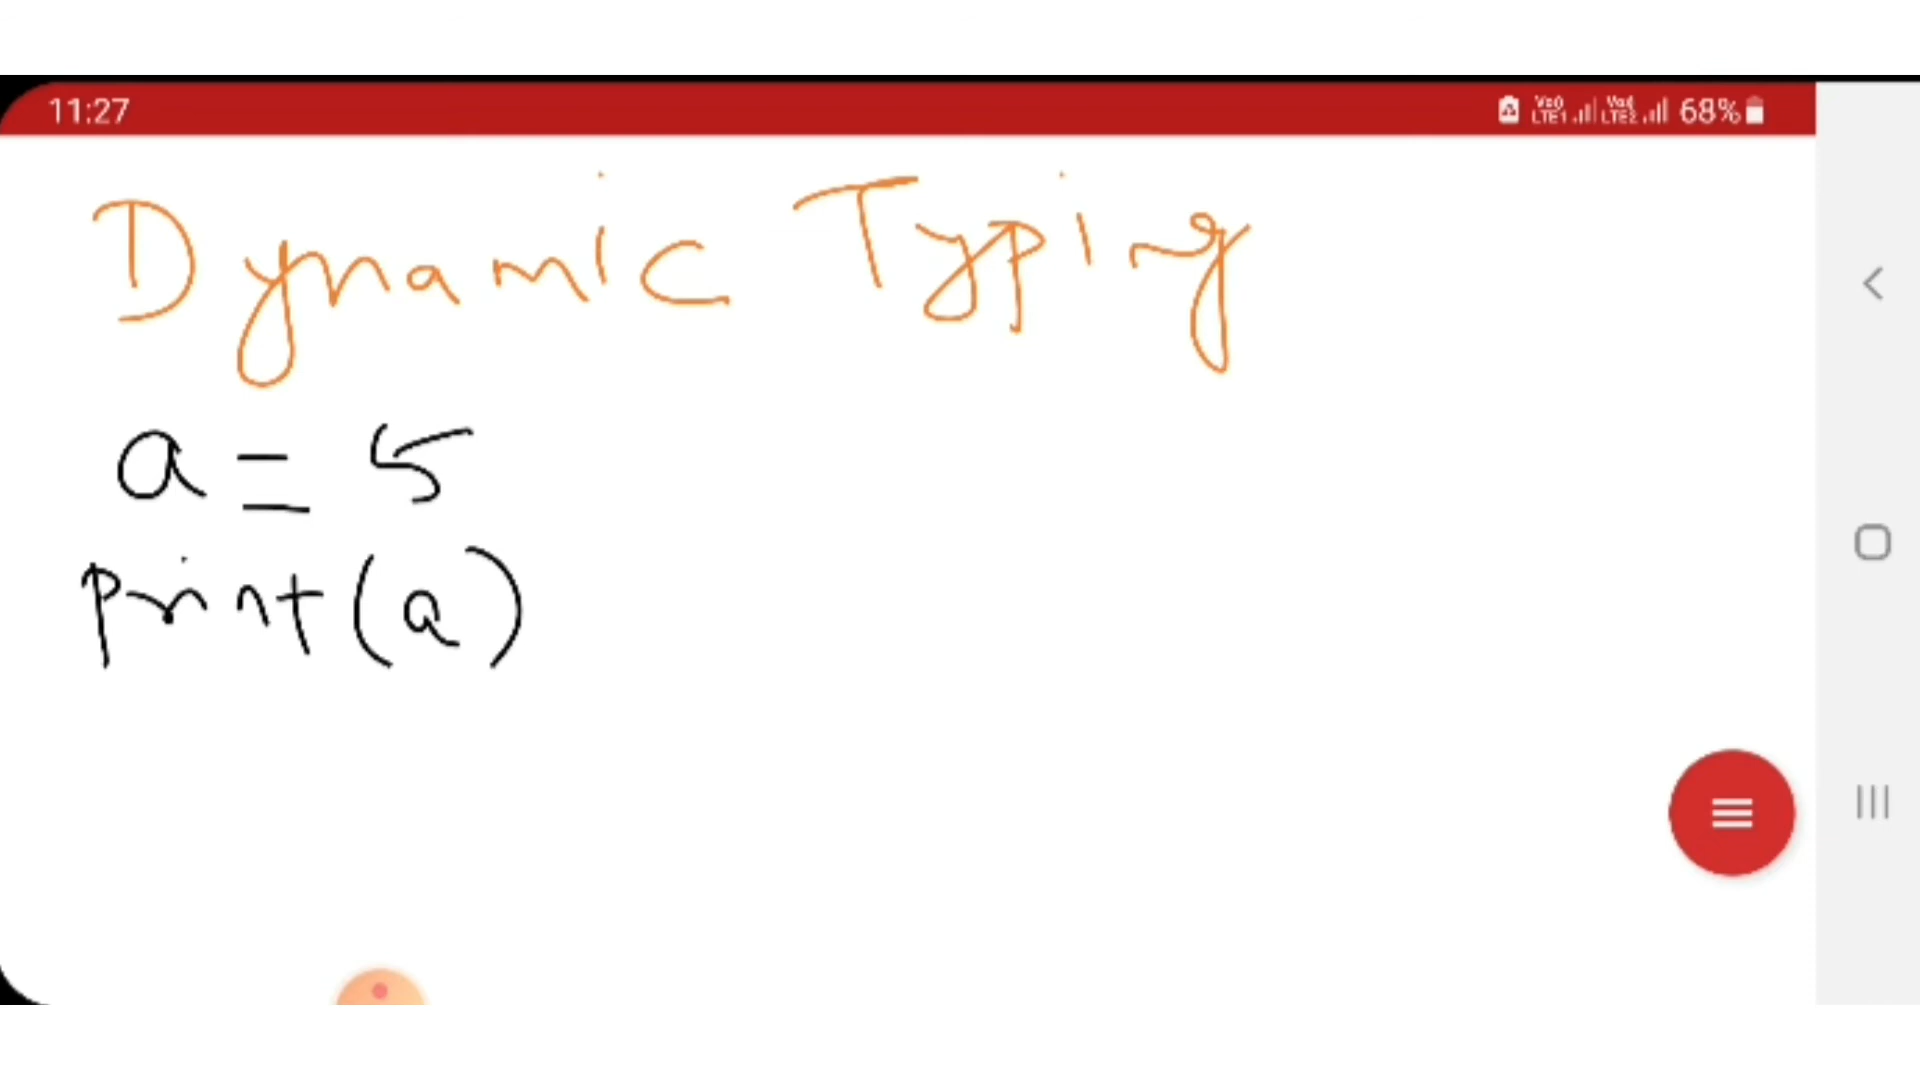 11:27 68%
Dynamic Typing
a = 5
print(a)